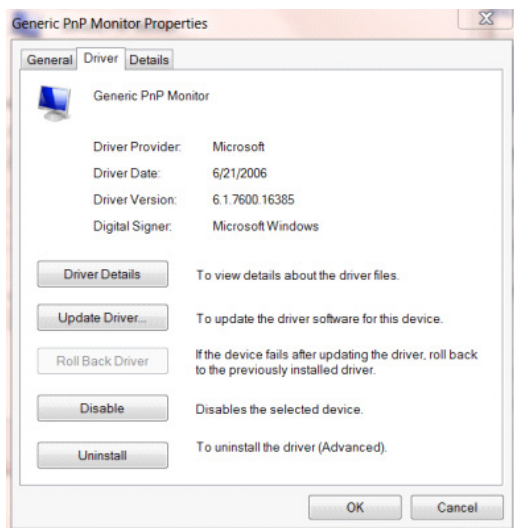 Generic PnP Monitor Properties
General Driver Details
Generic PnP Monitor
Driver Provider: Microsoft
Driver Date: 6/21/2006
Driver Version: 6.1.7600.16385
Digital Signer: Microsoft Windows
Driver Details To view details about the driver files.
Update Driver... To update the driver software for this device.
Roll Back Driver If the device fails after updating the driver, roll back
to the previously installed driver.
Disable Disables the selected device.
Uninstall To uninstall the driver (Advanced).
OK Cancel